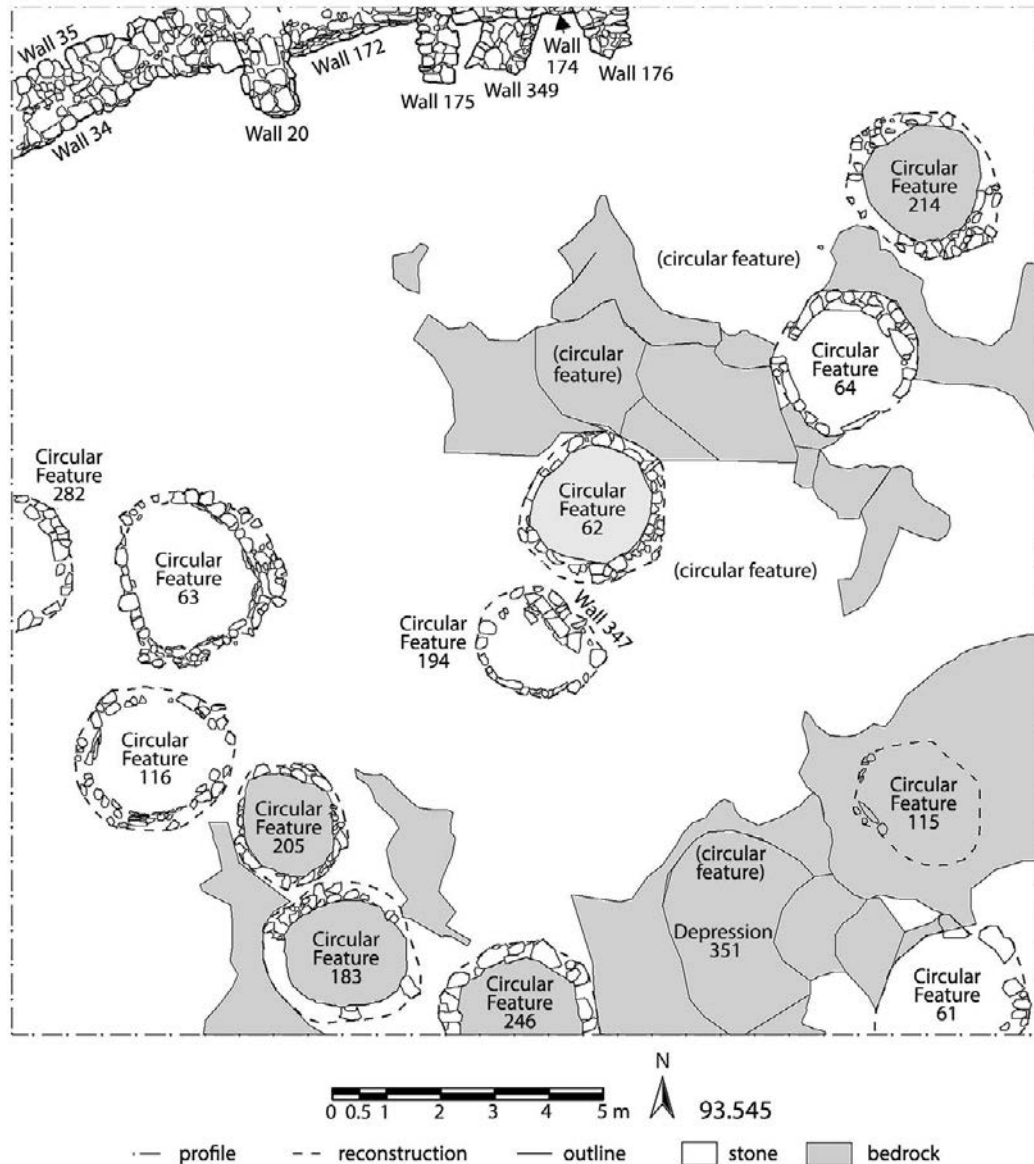 Wall 35
Wall 34
Wall 20
Wall 172
Wall 175
Wall 349
Wall
174
Wall 176
Circular
Feature
214
(circular feature)
Circular
Feature
64
(circular
feature)
Circular
Feature
282
Circular
Feature
63
Circular
Feature
62
(circular feature)
Wall 347
Circular
Feature
194
Circular
Feature
116
Circular
Feature
205
Circular
Feature
115
(circular
feature)
Depression
351
Circular
Feature
183
Circular
Feature
246
Circular
Feature
61
N
0 0.5 1 2 3 4 5 m
93.545
profile reconstruction outline stone bedrock